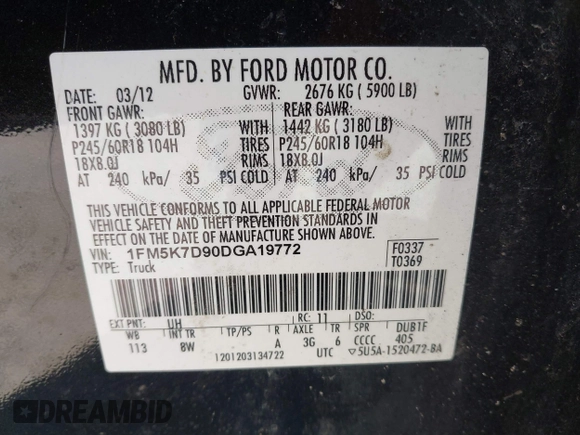 MFD. BY FORD MOTOR CO.
DATE: 03/12 GVWR: 2676 KG ( 5900 LB)
FRONT GAWR: REAR GAWR:
1397 KG ( 3080 LB) WITH 1442 KG ( 3180 LB) WITH
P245/60R18 104H TIRES P245/60R18 104H TIRES
18X8.0J RIMS 18X8.0J RIMS
AT 240 kPa/ 35 PSI COLD AT 240 kPa/ 35 PSI COLD
THIS VEHICLE CONFORMS TO ALL APPLICABLE FEDERAL MOTOR
VEHICLE SAFETY AND THEFT PREVENTION STANDARDS IN
EFFECT ON THE DATE OF MANUFACTURE SHOWN ABOVE.
VIN: 1FM5K7D90DGA19772 F0337
TYPE: Truck T0369
EXT PNT: UH RC: 11 DSO:
WB INT TR TP/PS R AXLE TR SPR DUB1F
113 8W - A 3G 6 CCCC 405
1201203134722 UTC ▽5U5A-1520472-BA
DREAMBID